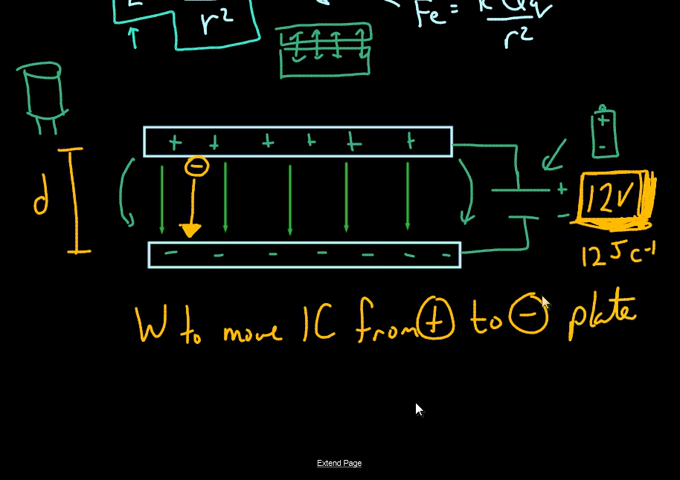 r²
Fe = k Qq
r²
+
-
+ + + + + +
-
d
+
-
12V
12 J c⁻¹
- - - - - - -
W to move 1C from + to - plate
Extend Page